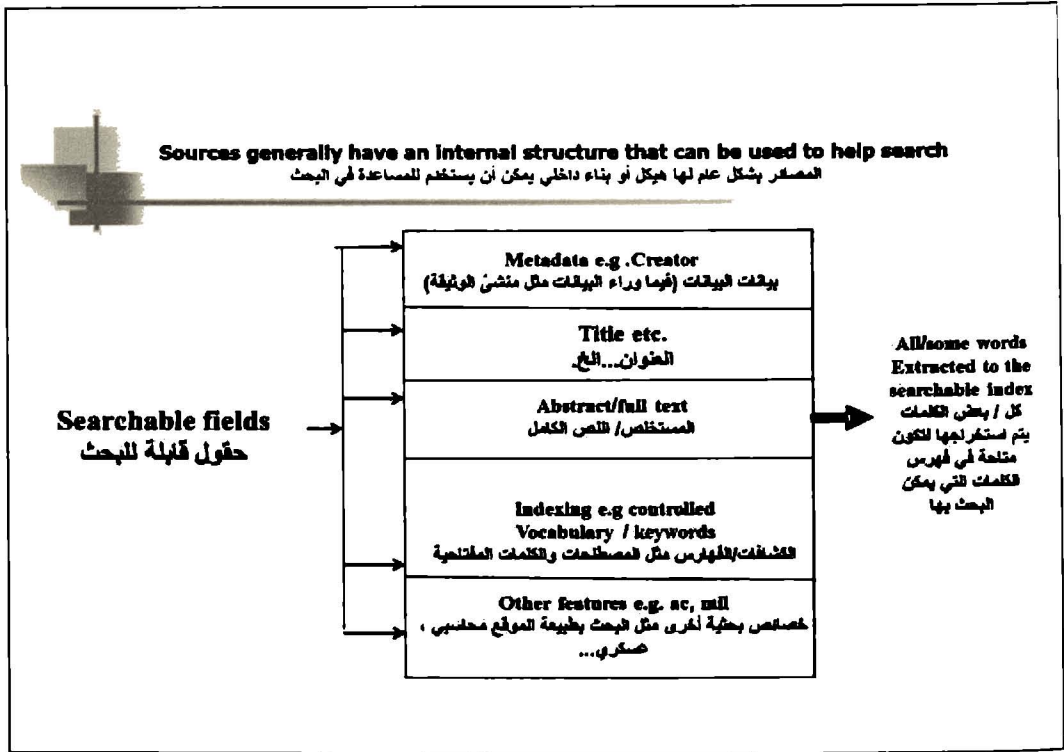 Sources generally have an internal structure that can be used to help search
المصادر بشكل عام لها هيكل أو بناء داخلي يمكن أن يستخدم للمساعدة في البحث
Searchable fields
حقول قابلة للبحث
Metadata e.g .Creator
بيانات البيانات (فيما وراء البيانات مثل منشئ الوثيقة)
Title etc.
العنوان...الخ.
Abstract/full text
المستخلص/ النص الكامل
Indexing e.g controlled
Vocabulary / keywords
الكشافات/الفهارس مثل المصطلحات والكلمات المفتاحية
Other features e.g. ac, mil
خصائص بحثية أخرى مثل البحث بطبيعة الموقع محاسبي ،
عسكري...
All/some words
Extracted to the
searchable index
كل / بعض الكلمات
يتم استخراجها لتكون
متاحة في فهرس
الكلمات التي يمكن
البحث بها